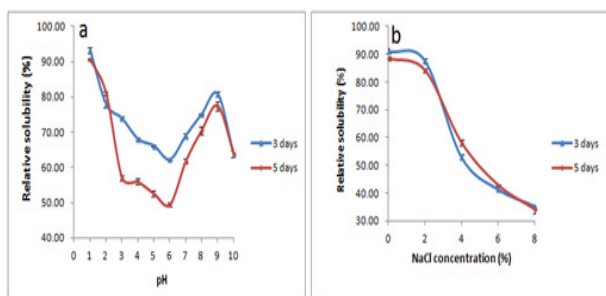 a
Relative solubility (%)
100.00
90.00
80.00
70.00
60.00
50.00
40.00
0 1 2 3 4 5 6 7 8 9 10
pH
3 days
5 days
b
Relative solubility (%)
100.00
90.00
80.00
70.00
60.00
50.00
40.00
30.00
0 2 4 6 8
NaCl concentration (%)
3 days
5 days